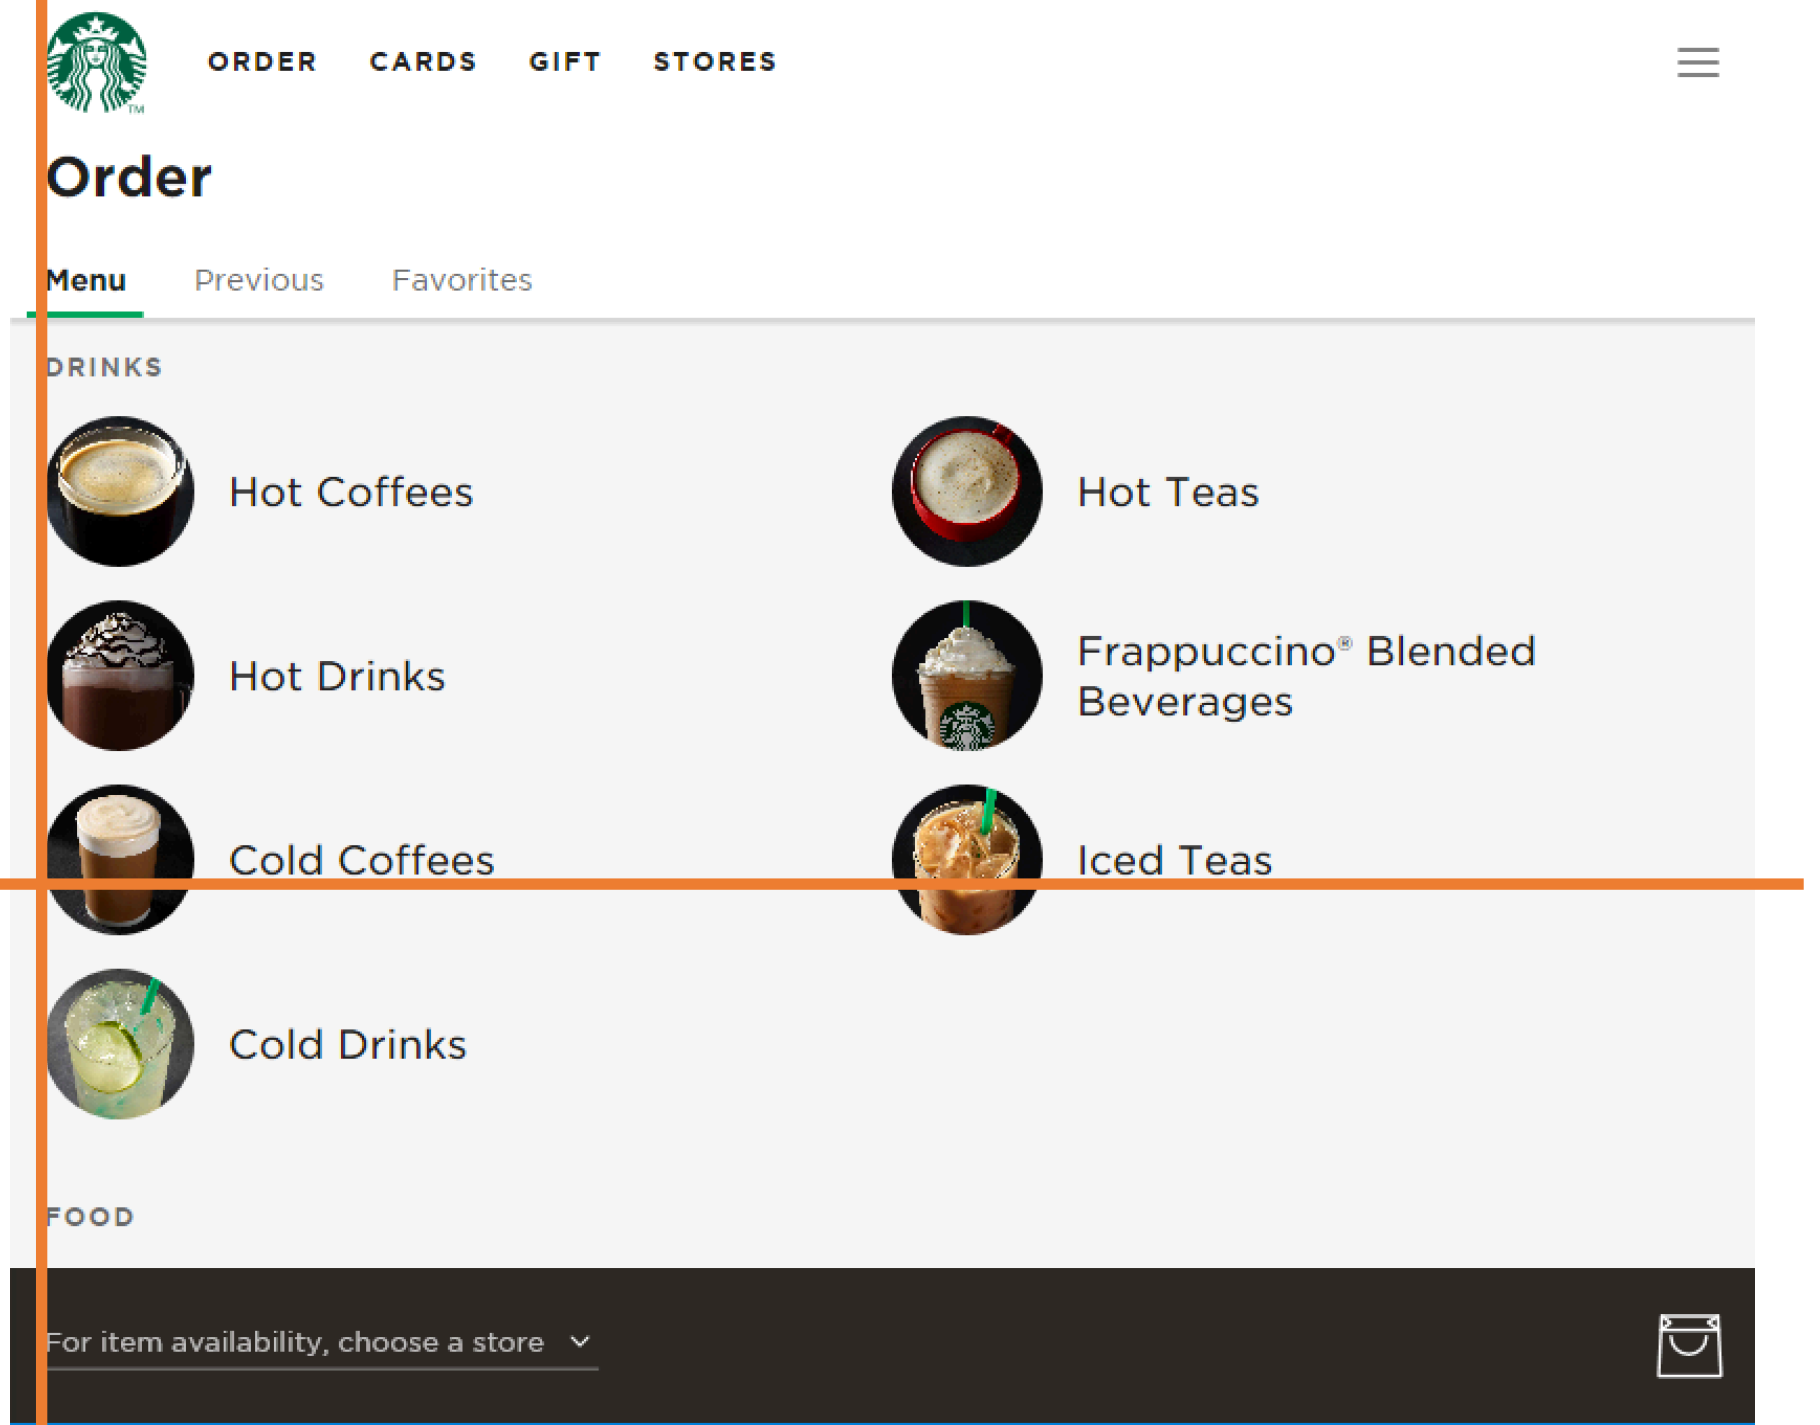 TM
ORDER CARDS GIFT STORES
Order
Menu Previous Favorites
DRINKS
Hot Coffees
Hot Teas
Hot Drinks
Frappuccino® Blended
Beverages
Cold Coffees
Iced Teas
Cold Drinks
FOOD
For item availability, choose a store